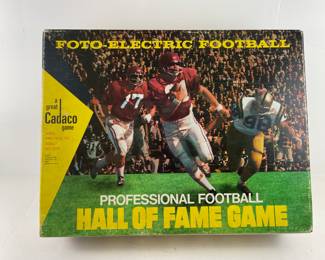 FOTO-ELECTRIC FOOTBALL
a
great
Cadaco
game
17
PROFESSIONAL FOOTBALL
HALL OF FAME GAME